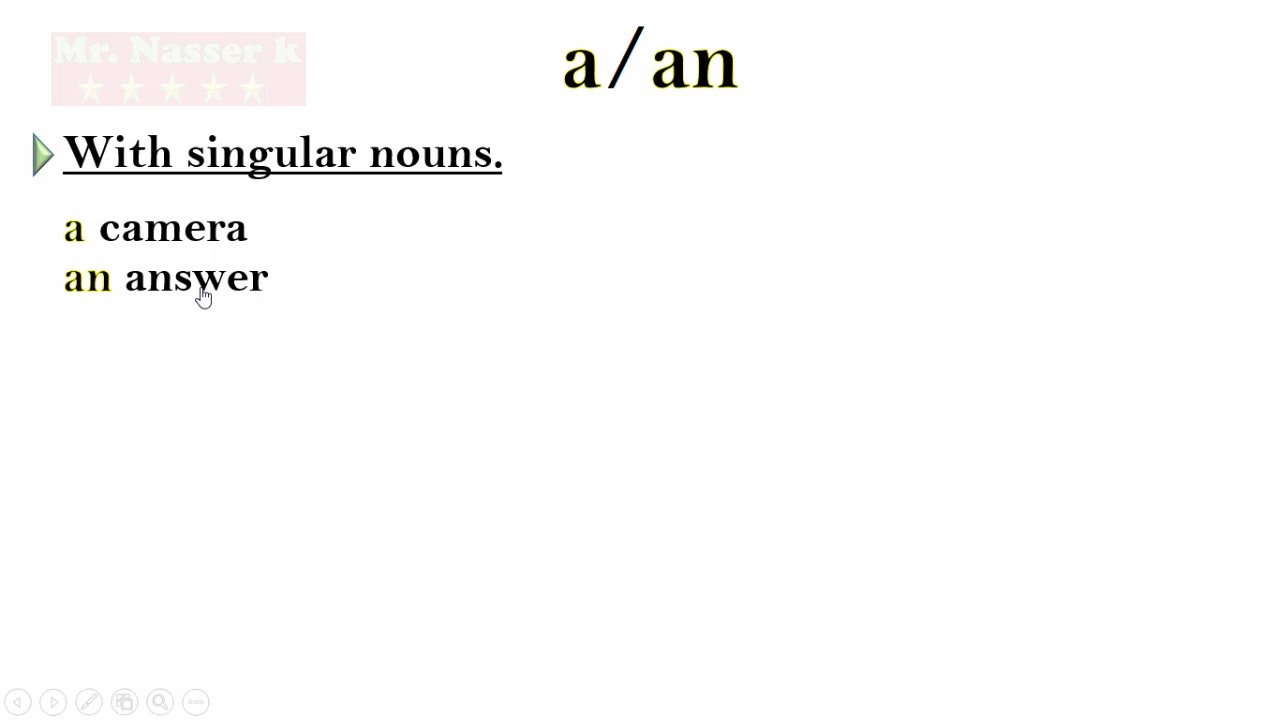 Mr. Nasser k
a/an
With singular nouns.
a camera
an answer